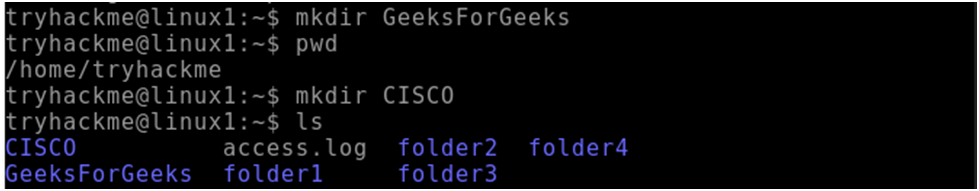 tryhackme@linux1:~$ mkdir GeeksForGeeks
tryhackme@linux1:~$ pwd
/home/tryhackme
tryhackme@linux1:~$ mkdir CISCO
tryhackme@linux1:~$ ls
CISCO access.log folder2 folder4
GeeksForGeeks folder1 folder3